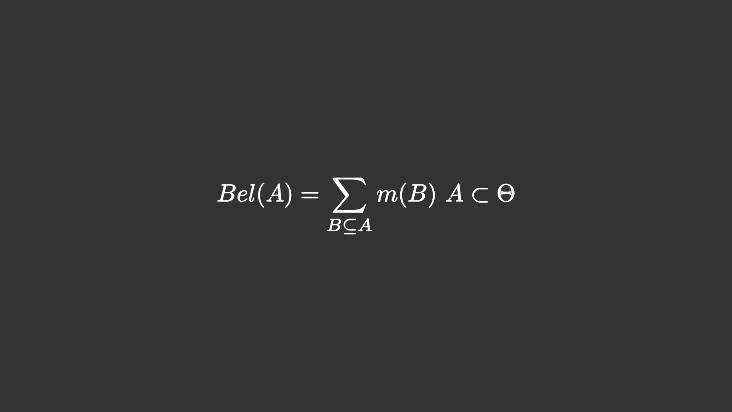 Bel(A) = ∑_{B⊆A} m(B) A ⊂ Θ